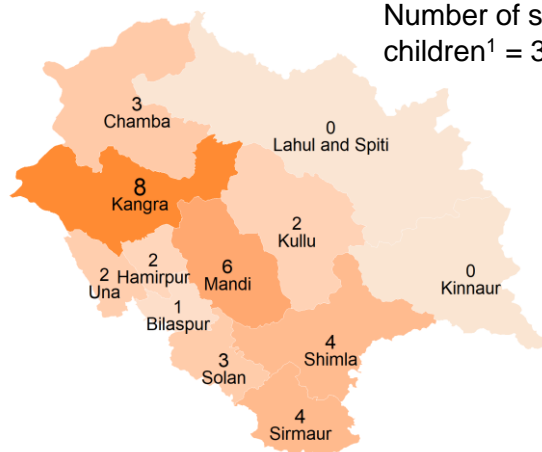 Number of s
children¹ = 3
3
Chamba
0
Lahul and Spiti
8
Kangra
2
Kullu
2
Hamirpur
6
Mandi
2
Una
0
Kinnaur
1
Bilaspur
4
Shimla
3
Solan
4
Sirmaur